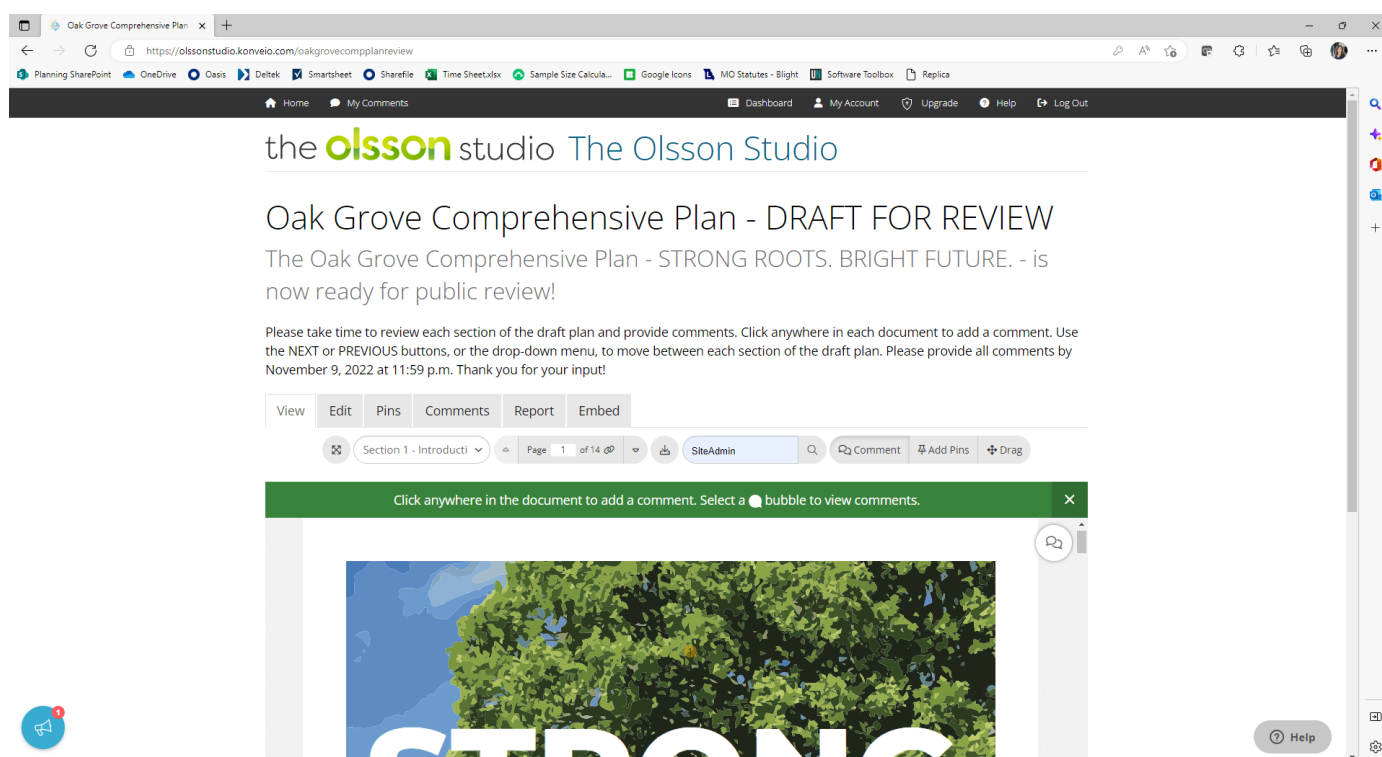 Oak Grove Comprehensive Plan
https://olssonstudio.konveio.com/oakgrovecompplanreview
Planning SharePoint OneDrive Oasis Deltek Smartsheet Sharefile Time Sheet.xlsx Sample Size Calcula... Google Icons MO Statutes - Blight Software Toolbox Replica
Home My Comments Dashboard My Account Upgrade Help Log Out
the olsson studio The Olsson Studio
Oak Grove Comprehensive Plan - DRAFT FOR REVIEW
The Oak Grove Comprehensive Plan - STRONG ROOTS. BRIGHT FUTURE. - is
now ready for public review!
Please take time to review each section of the draft plan and provide comments. Click anywhere in each document to add a comment. Use
the NEXT or PREVIOUS buttons, or the drop-down menu, to move between each section of the draft plan. Please provide all comments by
November 9, 2022 at 11:59 p.m. Thank you for your input!
View Edit Pins Comments Report Embed
Section 1 - Introducti Page 1 of 14 SiteAdmin Comment Add Pins Drag
Click anywhere in the document to add a comment. Select a bubble to view comments.
STRONG
1
Help